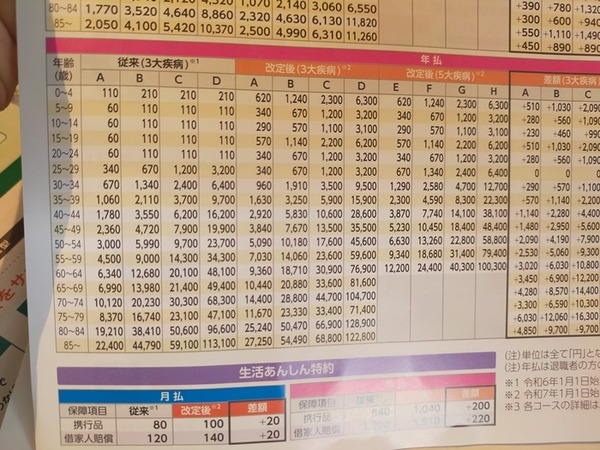 80~84 1,770 3,520 4,640 8,860 2,320 4,630 6,130 11,820
85~ 2,050 4,100 5,420 10,370 2,500 4,990 6,310 11,260
年払
年齢(歳) 従来(3大疾病)※1 改定後(3大疾病)※2 改定後(5大疾病)※2 差額(3大疾病)
A B C D A B C D E F G H A B C
0~4 110 210 210 210 620 1,240 2,300 6,300 620 1,240 2,300 6,300 +510 +1,030 +2,090
5~9 60 110 110 110 340 670 1,200 3,200 340 670 1,200 3,200 +280 +560 +1,090
10~14 60 110 110 110 290 570 1,100 3,100 290 570 1,100 3,100 +230 +460 +990
15~19 60 110 110 110 570 1,140 2,200 6,200 570 1,140 2,200 6,200
20~24 60 110 110 110 340 670 1,200 3,200 340 670 1,200 3,200 +280 +560 +1,090
25~29 340 670 1,200 3,200 340 670 1,200 3,200 670 1,340 2,400 6,400 0 0 0
30~34 670 1,340 2,400 6,400 960 1,910 3,500 9,500 1,290 2,580 4,700 12,700 +290 +570 +1,100
35~39 1,060 2,110 3,700 9,700 1,630 3,250 5,900 15,900 2,300 4,590 8,300 22,300 +570 +1,140 +2,200
40~44 1,780 3,550 6,200 16,200 2,920 5,830 10,600 28,600 3,870 7,740 14,100 38,100 +1,140 +2,280 +4,400
45~49 2,360 4,720 7,900 19,900 3,840 7,670 13,500 35,500 5,230 10,450 18,400 48,400 +1,480 +2,950 +5,600
50~54 3,000 5,990 9,700 23,700 5,090 10,180 17,600 45,600 6,630 13,260 22,800 58,800 +2,090 +4,190 +7,900
55~59 4,500 9,000 14,300 34,300 7,030 14,060 23,600 59,600 9,340 18,680 31,400 79,400 +2,530 +5,060 +9,300
60~64 6,340 12,680 20,100 48,100 9,360 18,710 30,900 76,900 12,200 24,400 40,300 100,300 +3,020 +6,030 +10,800
65~69 6,990 13,980 21,400 49,400 10,440 20,880 33,600 81,600 +3,450 +6,900 +12,200
70~74 10,120 20,230 30,300 68,300 14,400 28,800 44,700 104,700 +4,280 +8,570 +14,400
75~79 8,370 16,740 23,100 47,100 11,670 23,330 33,400 71,400 +3,300 +6,590 +10,300
80~84 19,210 38,410 50,600 96,600 25,240 50,470 66,900 128,900 +6,030 +12,060 +16,300
85~ 22,400 44,790 59,100 113,100 27,250 54,490 68,800 122,800 +4,850 +9,700 +9,700
生活あんしん特約
月払
保障項目 従来※1 改定後※2 差額
携行品 80 100 +20
借家人賠償 120 140 +20
保障項目
携行品 840 1,040 +200
借家人賠償 +220
(注)単位は全て「円」とな
(注)年払は退職者の方の
※1 令和6年1月1日始
※2 令和7年1月1日始
※3 各コースの詳細は